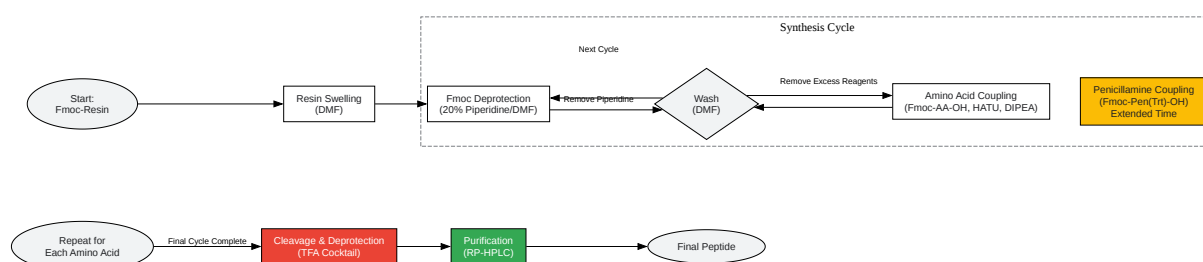 Synthesis Cycle
Next Cycle
Start:
Fmoc-Resin
Resin Swelling
(DMF)
Fmoc Deprotection
(20% Piperidine/DMF)
Remove Piperidine
Wash
(DMF)
Remove Excess Reagents
Amino Acid Coupling
(Fmoc-AA-OH, HATU, DIPEA)
Penicillamine Coupling
(Fmoc-Pen(Trt)-OH)
Extended Time
Repeat for
Each Amino Acid
Final Cycle Complete
Cleavage & Deprotection
(TFA Cocktail)
Purification
(RP-HPLC)
Final Peptide